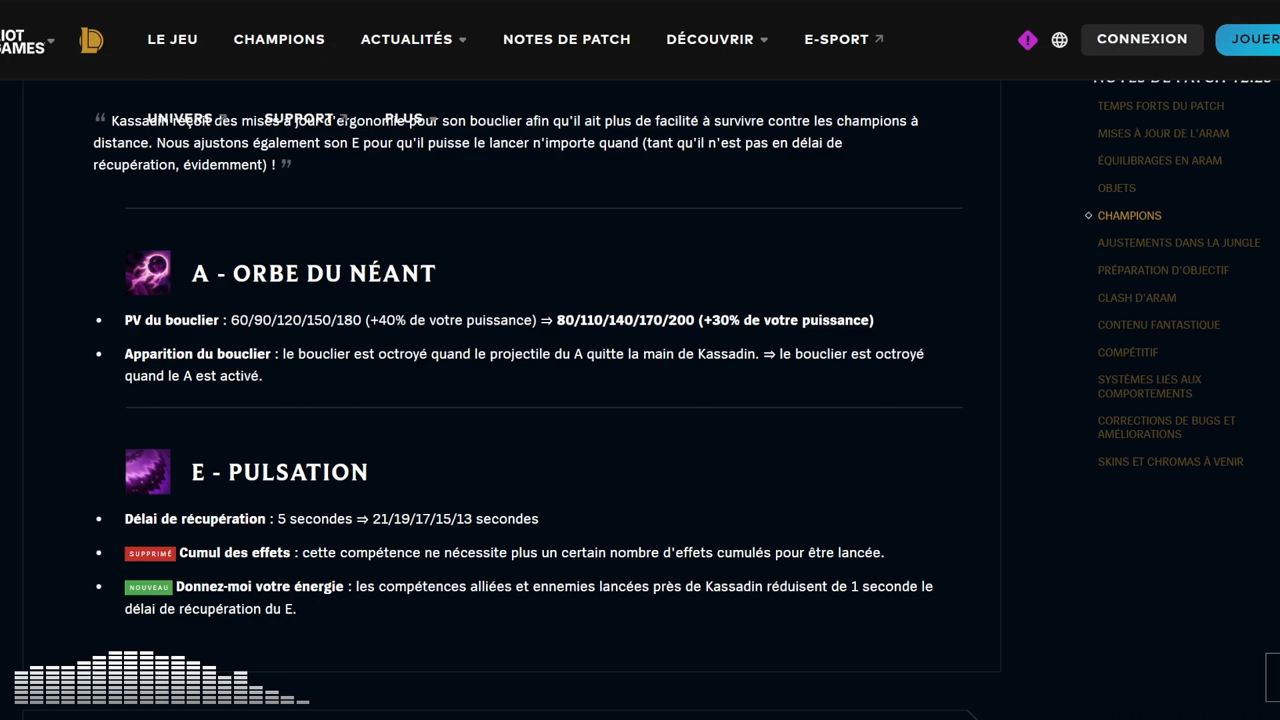 IOT
GAMES
LE JEU
CHAMPIONS
ACTUALITÉS
NOTES DE PATCH
DÉCOUVRIR
E-SPORT
CONNEXION
JOUER
UNIVERS
SUPPORT
PLUS
“ Kassadin reçoit des mises à jour d'ergonomie pour son bouclier afin qu'il ait plus de facilité à survivre contre les champions à
distance. Nous ajustons également son E pour qu'il puisse le lancer n'importe quand (tant qu'il n'est pas en délai de
récupération, évidemment) ! ”
A - ORBE DU NÉANT
• PV du bouclier : 60/90/120/150/180 (+40% de votre puissance) ⇒ 80/110/140/170/200 (+30% de votre puissance)
• Apparition du bouclier : le bouclier est octroyé quand le projectile du A quitte la main de Kassadin. ⇒ le bouclier est octroyé
quand le A est activé.
E - PULSATION
• Délai de récupération : 5 secondes ⇒ 21/19/17/15/13 secondes
• SUPPRIMÉ Cumul des effets : cette compétence ne nécessite plus un certain nombre d'effets cumulés pour être lancée.
• NOUVEAU Donnez-moi votre énergie : les compétences alliées et ennemies lancées près de Kassadin réduisent de 1 seconde le
délai de récupération du E.
NOTES DE PATCH 12.23
TEMPS FORTS DU PATCH
MISES À JOUR DE L'ARAM
ÉQUILIBRAGES EN ARAM
OBJETS
CHAMPIONS
AJUSTEMENTS DANS LA JUNGLE
PRÉPARATION D'OBJECTIF
CLASH D'ARAM
CONTENU FANTASTIQUE
COMPÉTITIF
SYSTÈMES LIÉS AUX
COMPORTEMENTS
CORRECTIONS DE BUGS ET
AMÉLIORATIONS
SKINS ET CHROMAS À VENIR